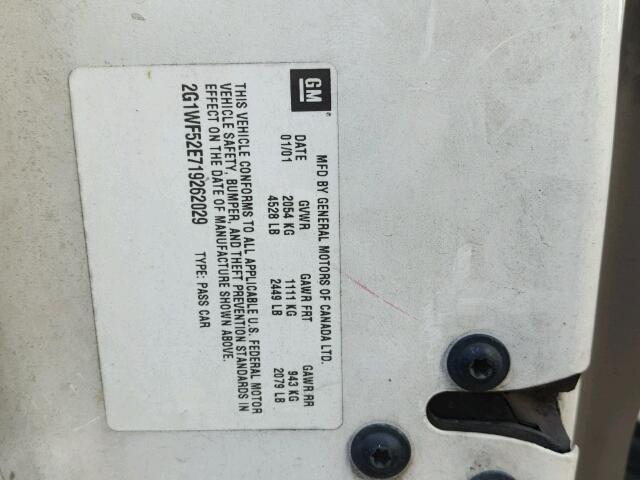 GM
MFD BY GENERAL MOTORS OF CANADA LTD.
DATE GVWR GAWR FRT GAWR RR
01/01 2054 KG 1111 KG 943 KG
4528 LB 2449 LB 2079 LB
THIS VEHICLE CONFORMS TO ALL APPLICABLE U.S. FEDERAL MOTOR
VEHICLE SAFETY, BUMPER, AND THEFT PREVENTION STANDARDS IN
EFFECT ON THE DATE OF MANUFACTURE SHOWN ABOVE.
2G1WF52E719262029 TYPE: PASS CAR